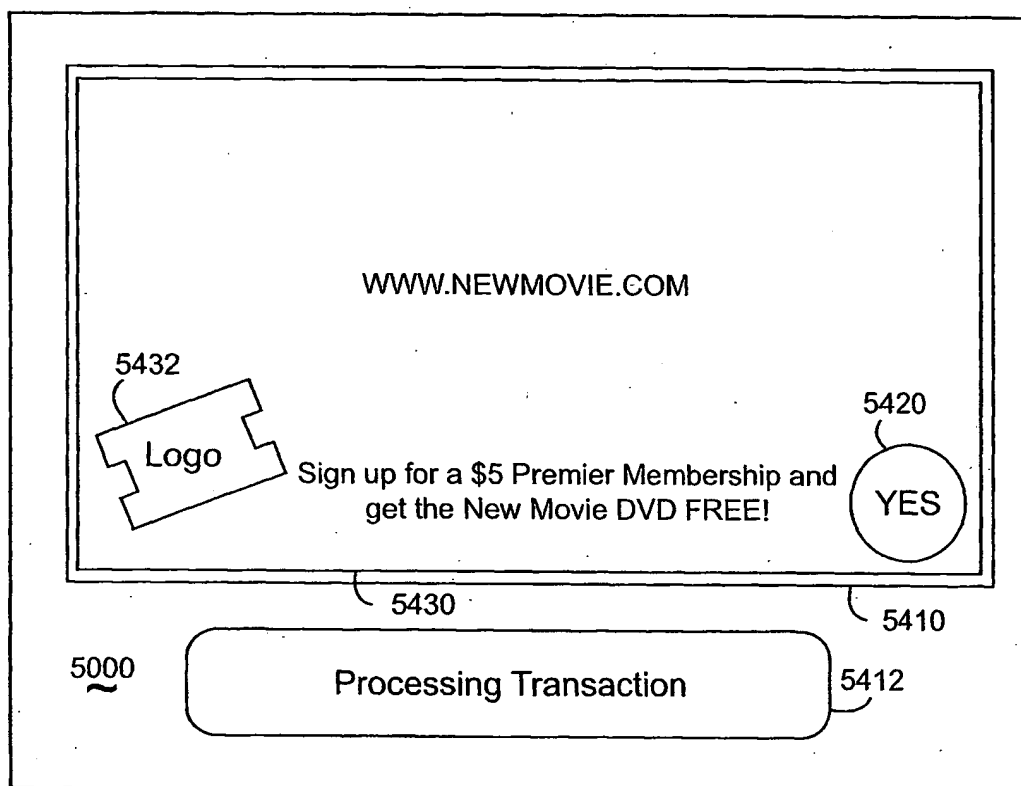 WWW.NEWMOVIE.COM
5432
Logo
5420
Sign up for a $5 Premier Membership and
get the New Movie DVD FREE!
YES
5430
5410
5000
Processing Transaction
5412